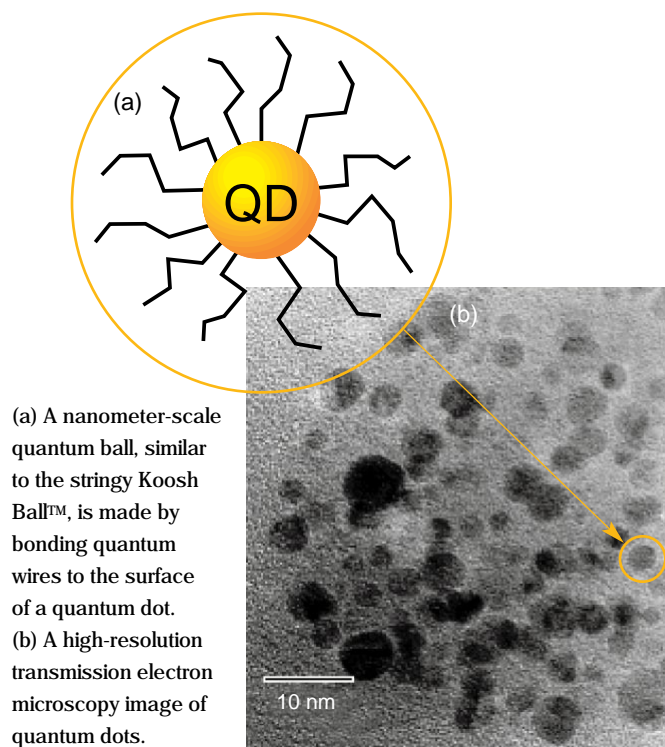 (a)
QD
(b)
(a) A nanometer-scale
quantum ball, similar
to the stringy Koosh
Ball™, is made by
bonding quantum
wires to the surface
of a quantum dot.
(b) A high-resolution
transmission electron
microscopy image of
quantum dots.
10 nm